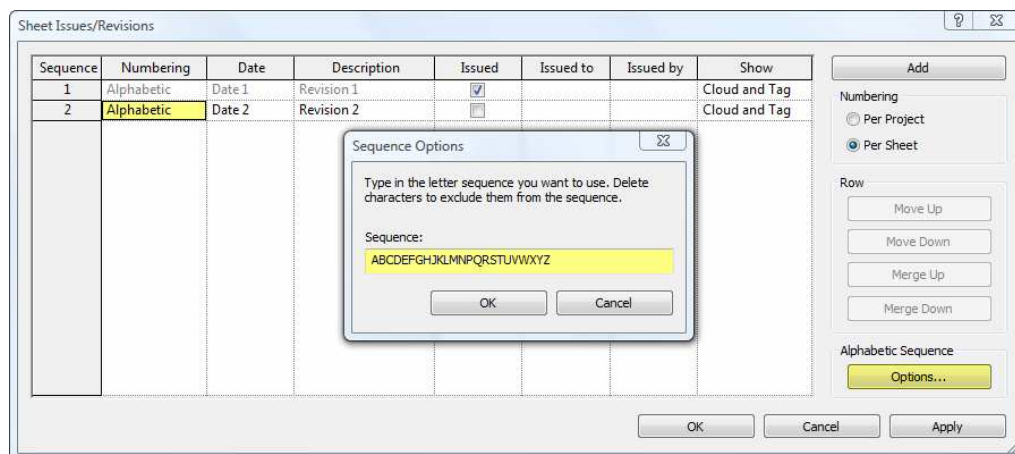 Sheet Issues/Revisions
Sequence Numbering Date Description Issued Issued to Issued by Show
1 Alphabetic Date 1 Revision 1 Cloud and Tag
2 Alphabetic Date 2 Revision 2 Cloud and Tag
Add
Numbering
Per Project
Per Sheet
Row
Move Up
Move Down
Merge Up
Merge Down
Alphabetic Sequence
Options...
Sequence Options
Type in the letter sequence you want to use. Delete
characters to exclude them from the sequence.
Sequence:
ABCDEFGHJKLMNPQRSTUVWXYZ
OK Cancel
OK Cancel Apply